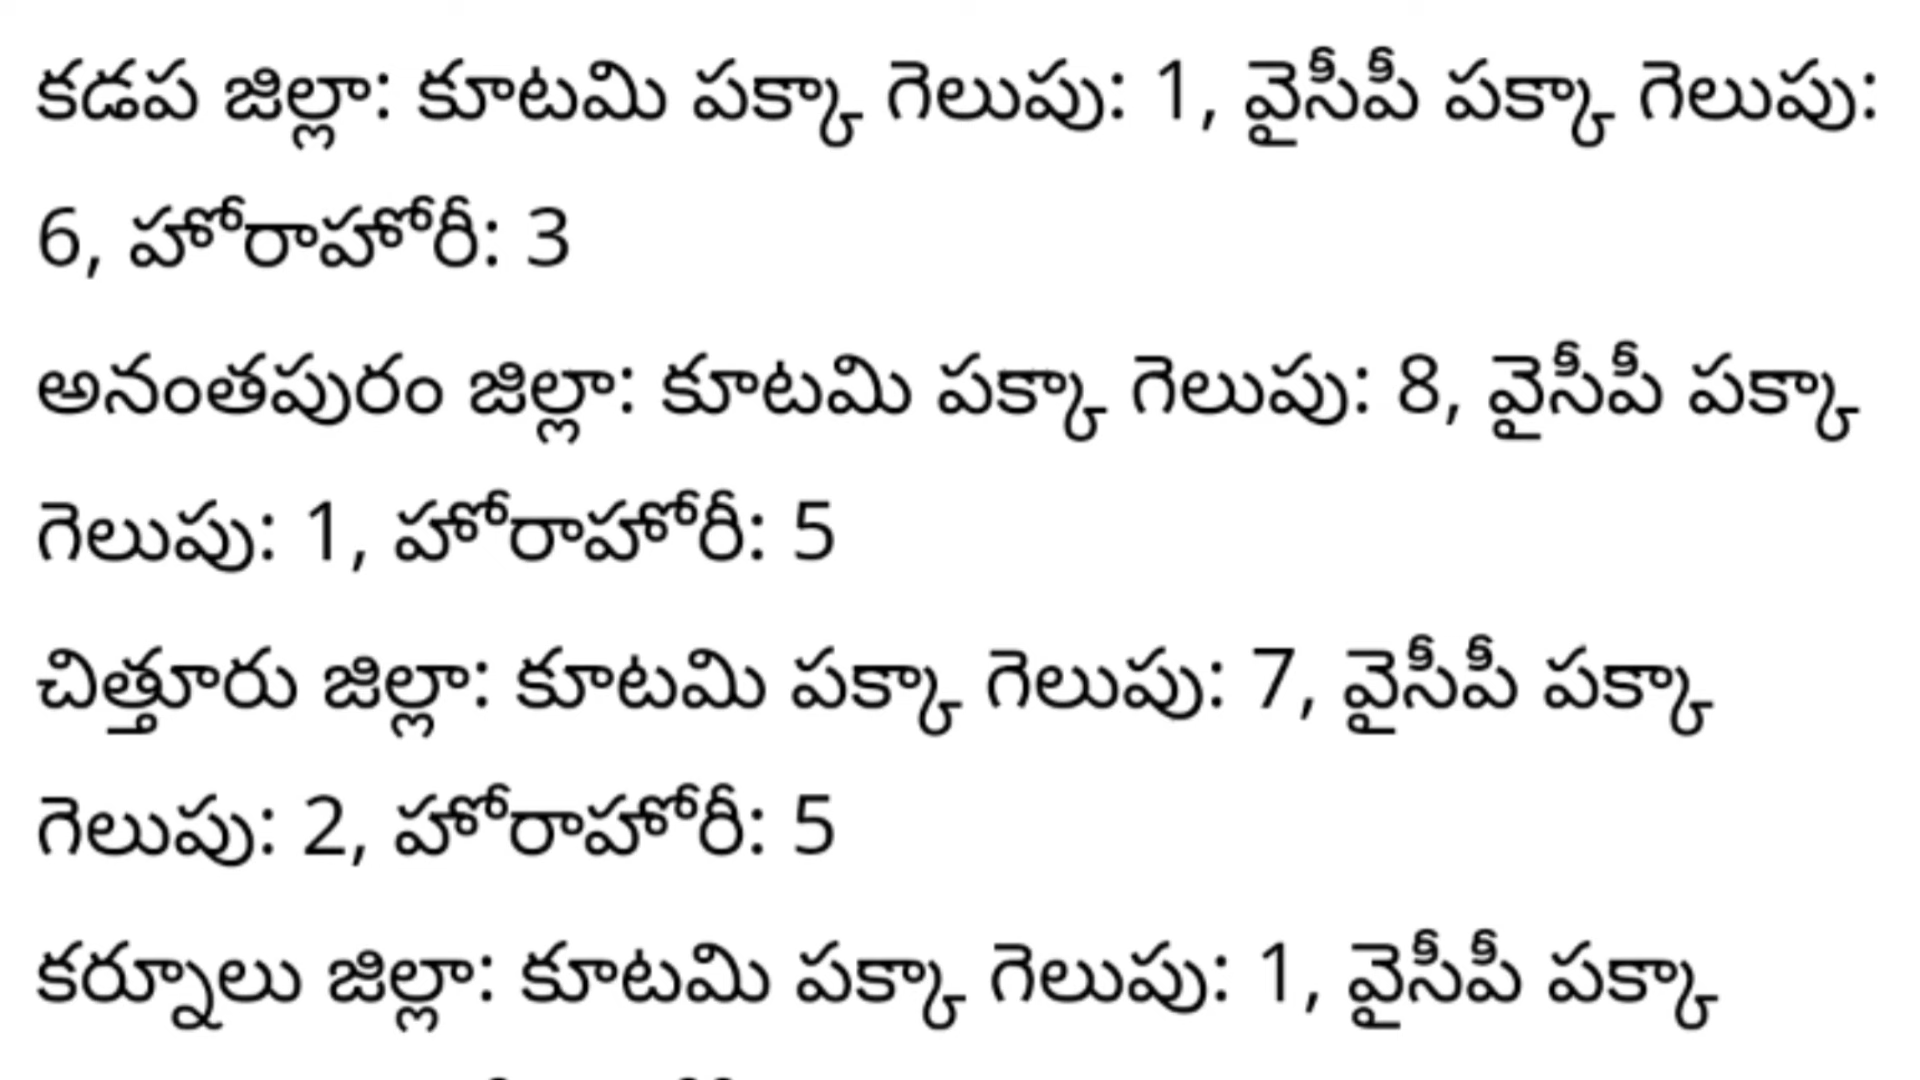 కడప జిల్లా: కూటమి పక్కా గెలుపు: 1, వైసీపీ పక్కా గెలుపు:
6, హోరాహోరీ: 3
అనంతపురం జిల్లా: కూటమి పక్కా గెలుపు: 8, వైసీపీ పక్కా
గెలుపు: 1, హోరాహోరీ: 5
చిత్తూరు జిల్లా: కూటమి పక్కా గెలుపు: 7, వైసీపీ పక్కా
గెలుపు: 2, హోరాహోరీ: 5
కర్నూలు జిల్లా: కూటమి పక్కా గెలుపు: 1, వైసీపీ పక్కా